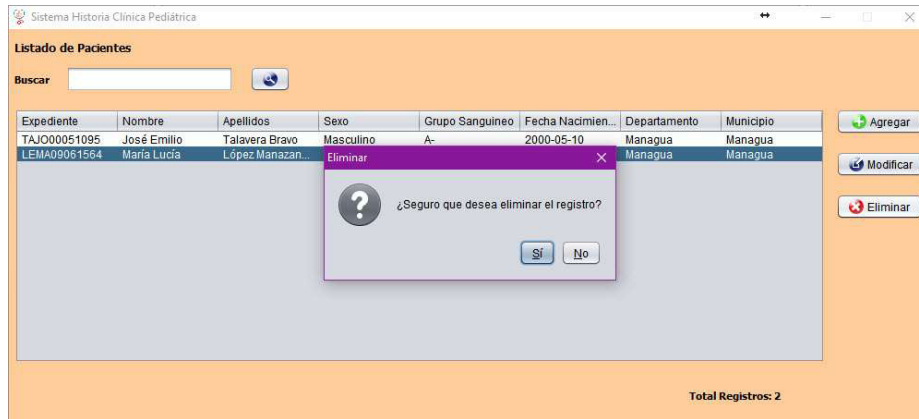 Sistema Historia Clínica Pediátrica
Listado de Pacientes
Buscar
Expediente Nombre Apellidos Sexo Grupo Sanguineo Fecha Nacimien... Departamento Municipio
TAJO00051095 José Emilio Talavera Bravo Masculino A- 2000-05-10 Managua Managua
LEMA09061564 María Lucía López Manazan... Managua Managua
Agregar
Modificar
Eliminar
Eliminar
¿Seguro que desea eliminar el registro?
Sí No
Total Registros: 2